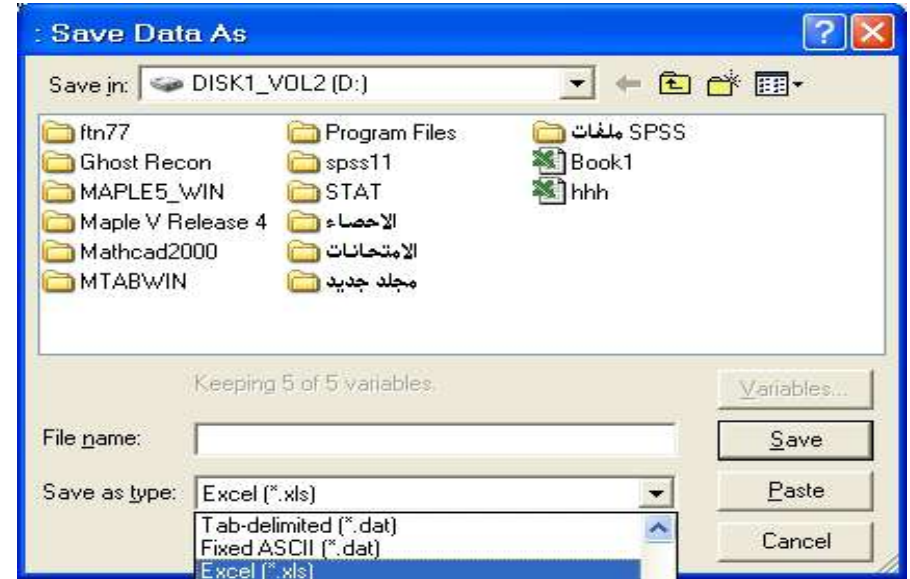 : Save Data As
Save in: DISK1_VOL2 (D:)
ftn77 Program Files ملفات SPSS
Ghost Recon spss11 Book1
MAPLE5_WIN STAT hhh
Maple V Release 4 الاحصاء
Mathcad2000 الامتحانات
MTABWIN مجلد جديد
Keeping 5 of 5 variables. Variables...
File name: Save
Save as type: Excel (*.xls) Paste
Tab-delimited (*.dat)
Fixed ASCII (*.dat) Cancel
Excel (*.xls)